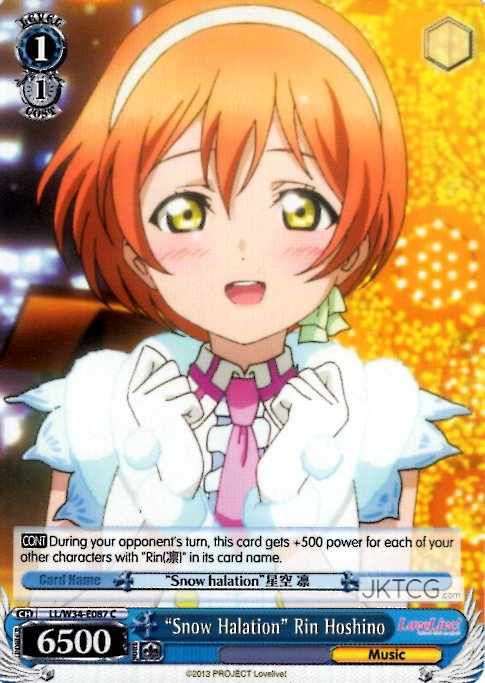 LEVEL
1
1
COST
CONT During your opponent's turn, this card gets +500 power for each of your
other characters with "Rin(凛)" in its card name.
Card Name
"Snow halation"星空 凛
JKTCG.com
CH LL/W34-E087 C
POWER
6500
"Snow Halation" Rin Hoshino
LoveLive!
Music
©2013 PROJECT Lovelive!